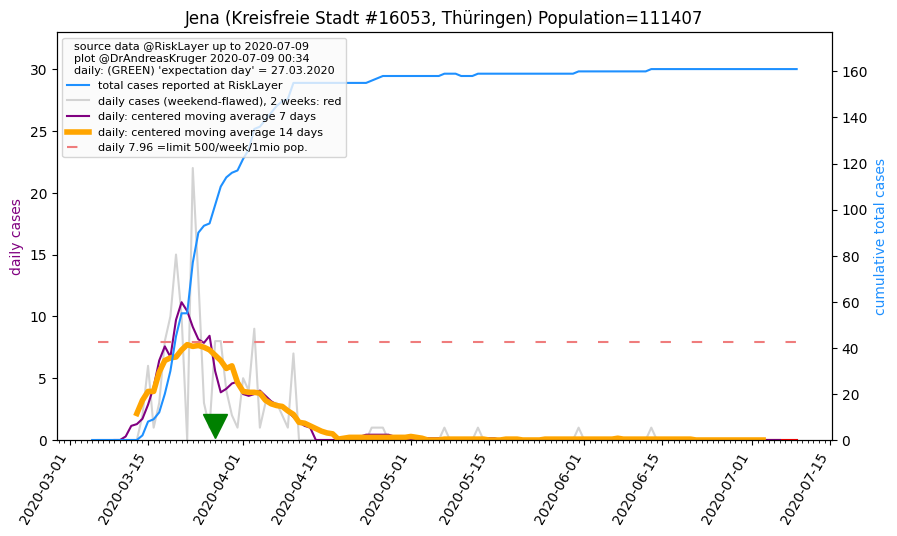 Jena (Kreisfreie Stadt #16053, Thüringen) Population=111407
source data @RiskLayer up to 2020-07-09
plot @DrAndreasKruger 2020-07-09 00:34
daily: (GREEN) 'expectation day' = 27.03.2020
total cases reported at RiskLayer
daily cases (weekend-flawed), 2 weeks: red
daily: centered moving average 7 days
daily: centered moving average 14 days
daily 7.96 =limit 500/week/1mio pop.
daily cases
30
25
20
15
10
5
0
160
140
120
100
80
60
40
20
0
cumulative total cases
2020-03-01
2020-03-15
2020-04-01
2020-04-15
2020-05-01
2020-05-15
2020-06-01
2020-06-15
2020-07-01
2020-07-15